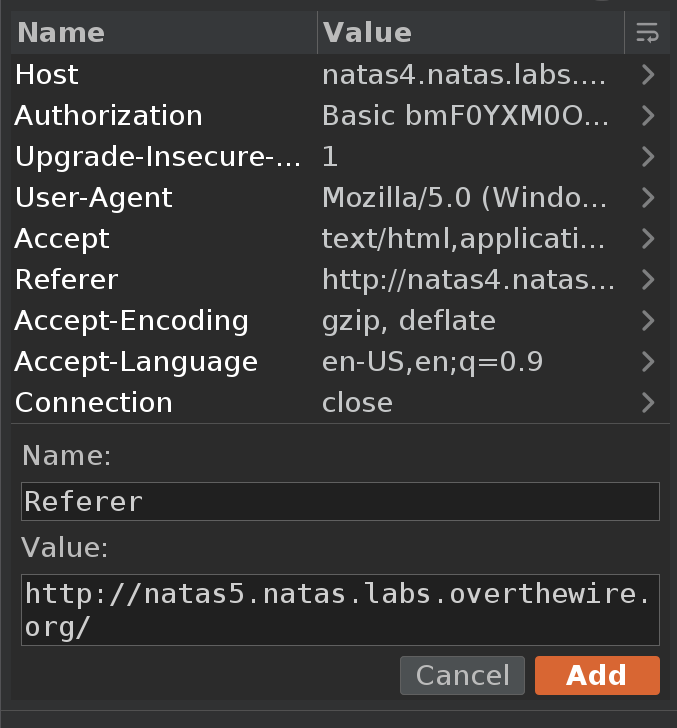 Name Value
Host natas4.natas.labs....
Authorization Basic bmF0YXM0O...
Upgrade-Insecure-... 1
User-Agent Mozilla/5.0 (Windo...
Accept text/html,applicati...
Referer http://natas4.natas...
Accept-Encoding gzip, deflate
Accept-Language en-US,en;q=0.9
Connection close
Name:
Referer
Value:
http://natas5.natas.labs.overthewire.
org/
Cancel Add